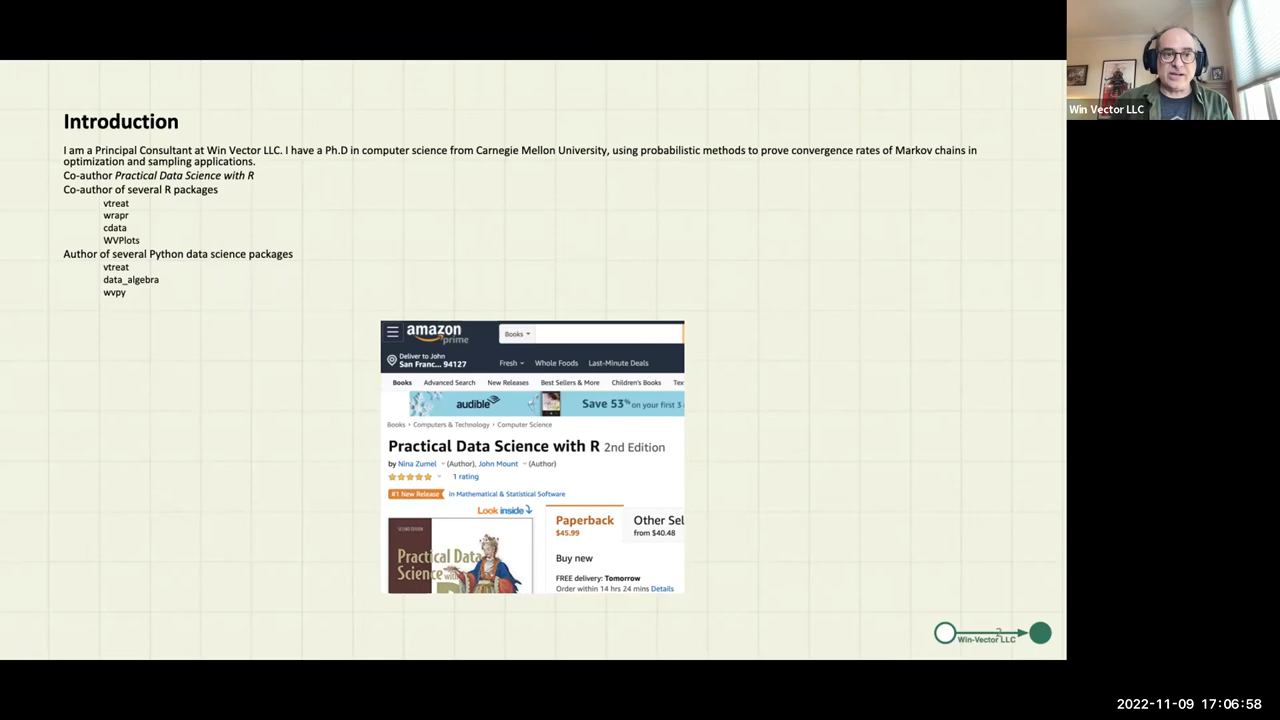 Introduction
I am a Principal Consultant at Win Vector LLC. I have a Ph.D in computer science from Carnegie Mellon University, using probabilistic methods to prove convergence rates of Markov chains in
optimization and sampling applications.
Co-author Practical Data Science with R
Co-author of several R packages
vtreat
wrapr
cdata
WVPlots
Author of several Python data science packages
vtreat
data_algebra
wvpy
amazon
prime
Books
Deliver to John
San Franc... 94127
Fresh Whole Foods Last-Minute Deals
Books Advanced Search New Releases Best Sellers & More Children's Books Tex
audible Save 53% on your first 3
Books › Computers & Technology › Computer Science
Practical Data Science with R 2nd Edition
by Nina Zumel (Author), John Mount (Author)
1 rating
#1 New Release in Mathematical & Statistical Software
Look inside
Paperback
$45.99
Other Sel
from $40.48
Buy new
FREE delivery: Tomorrow
Order within 14 hrs 24 mins Details
SECOND EDITION
Practical Data
Science with
R
2
Win-Vector LLC
Win Vector LLC
2022-11-09 17:06:58